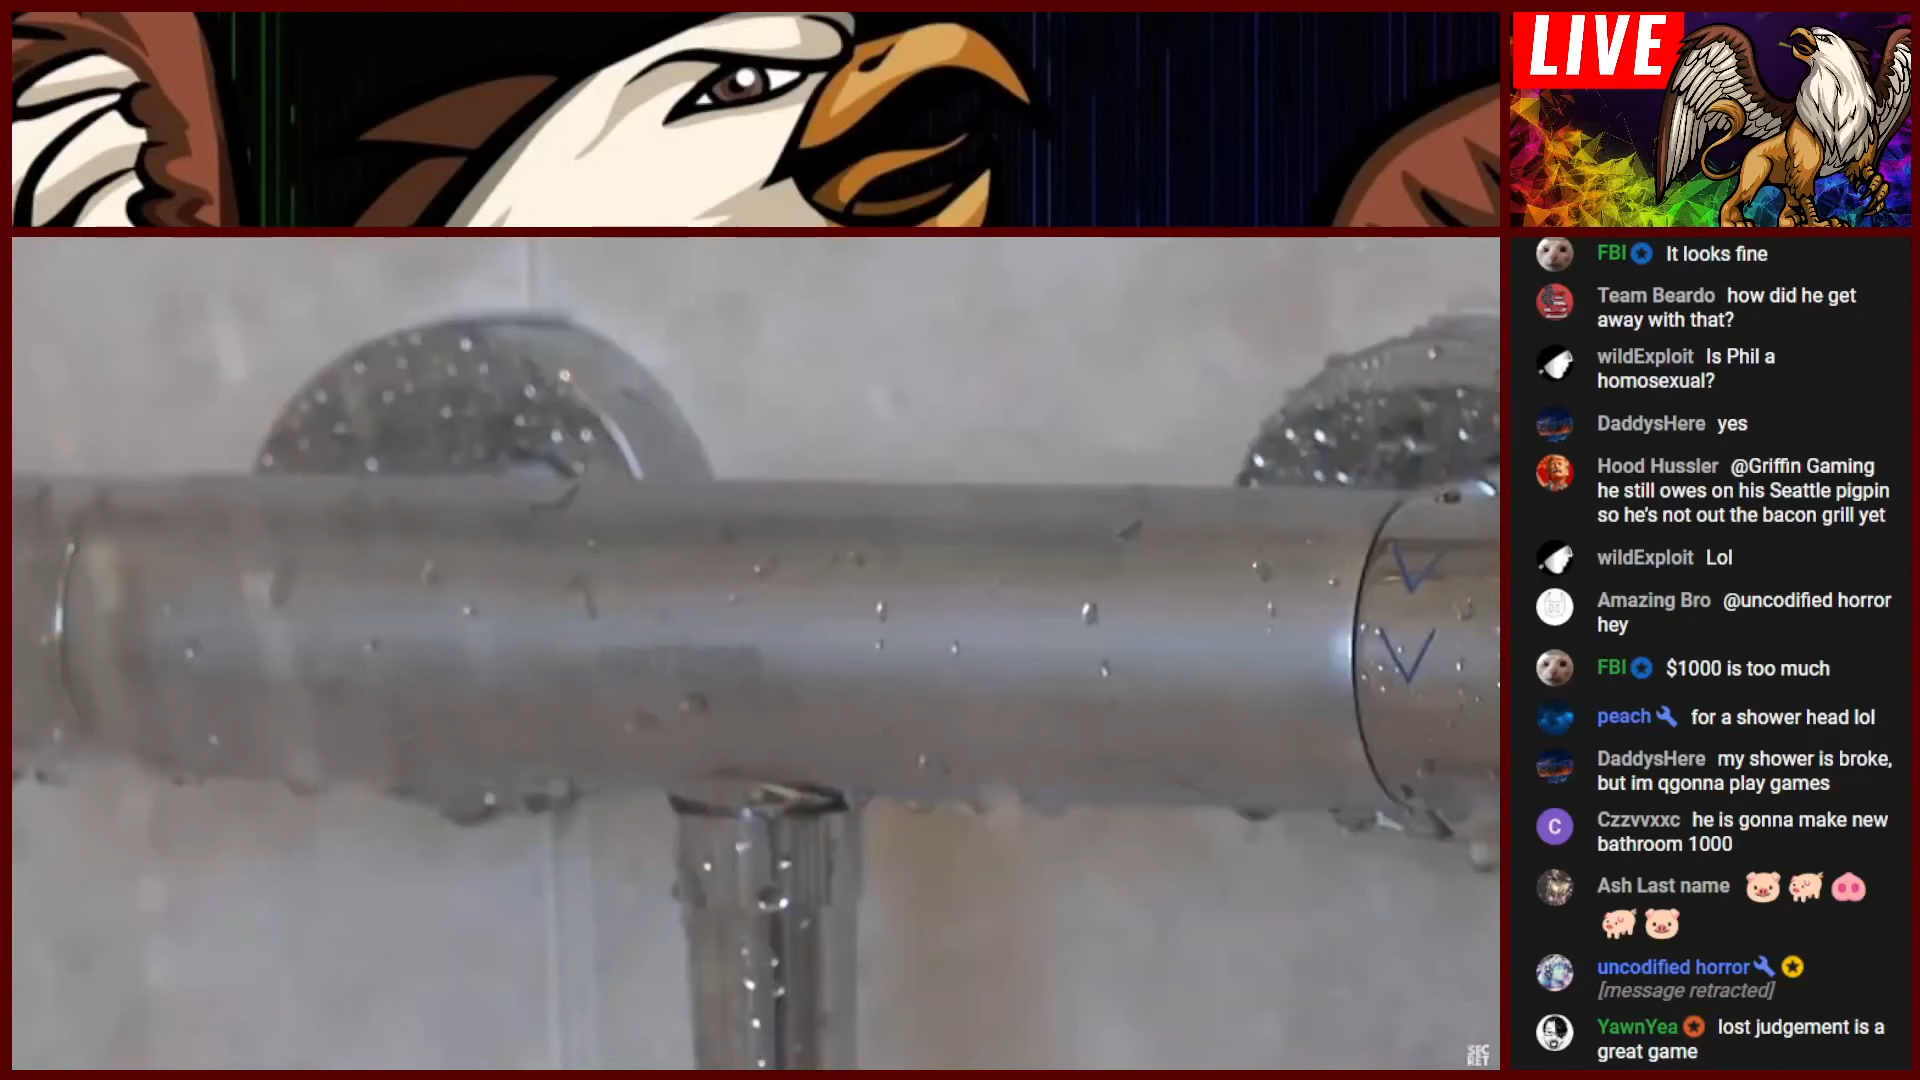 LIVE
FBI It looks fine
Team Beardo how did he get
away with that?
wildExploit Is Phil a
homosexual?
DaddysHere yes
Hood Hussler @Griffin Gaming
he still owes on his Seattle pigpin
so he's not out the bacon grill yet
wildExploit Lol
Amazing Bro @uncodified horror
hey
FBI $1000 is too much
peach for a shower head lol
DaddysHere my shower is broke,
but im qgonna play games
C
Czzvvxxc he is gonna make new
bathroom 1000
Ash Last name 🐷 🐖 🐽
🐖 🐷
uncodified horror
[message retracted]
YawnYea lost judgement is a
great game
SEC
RET